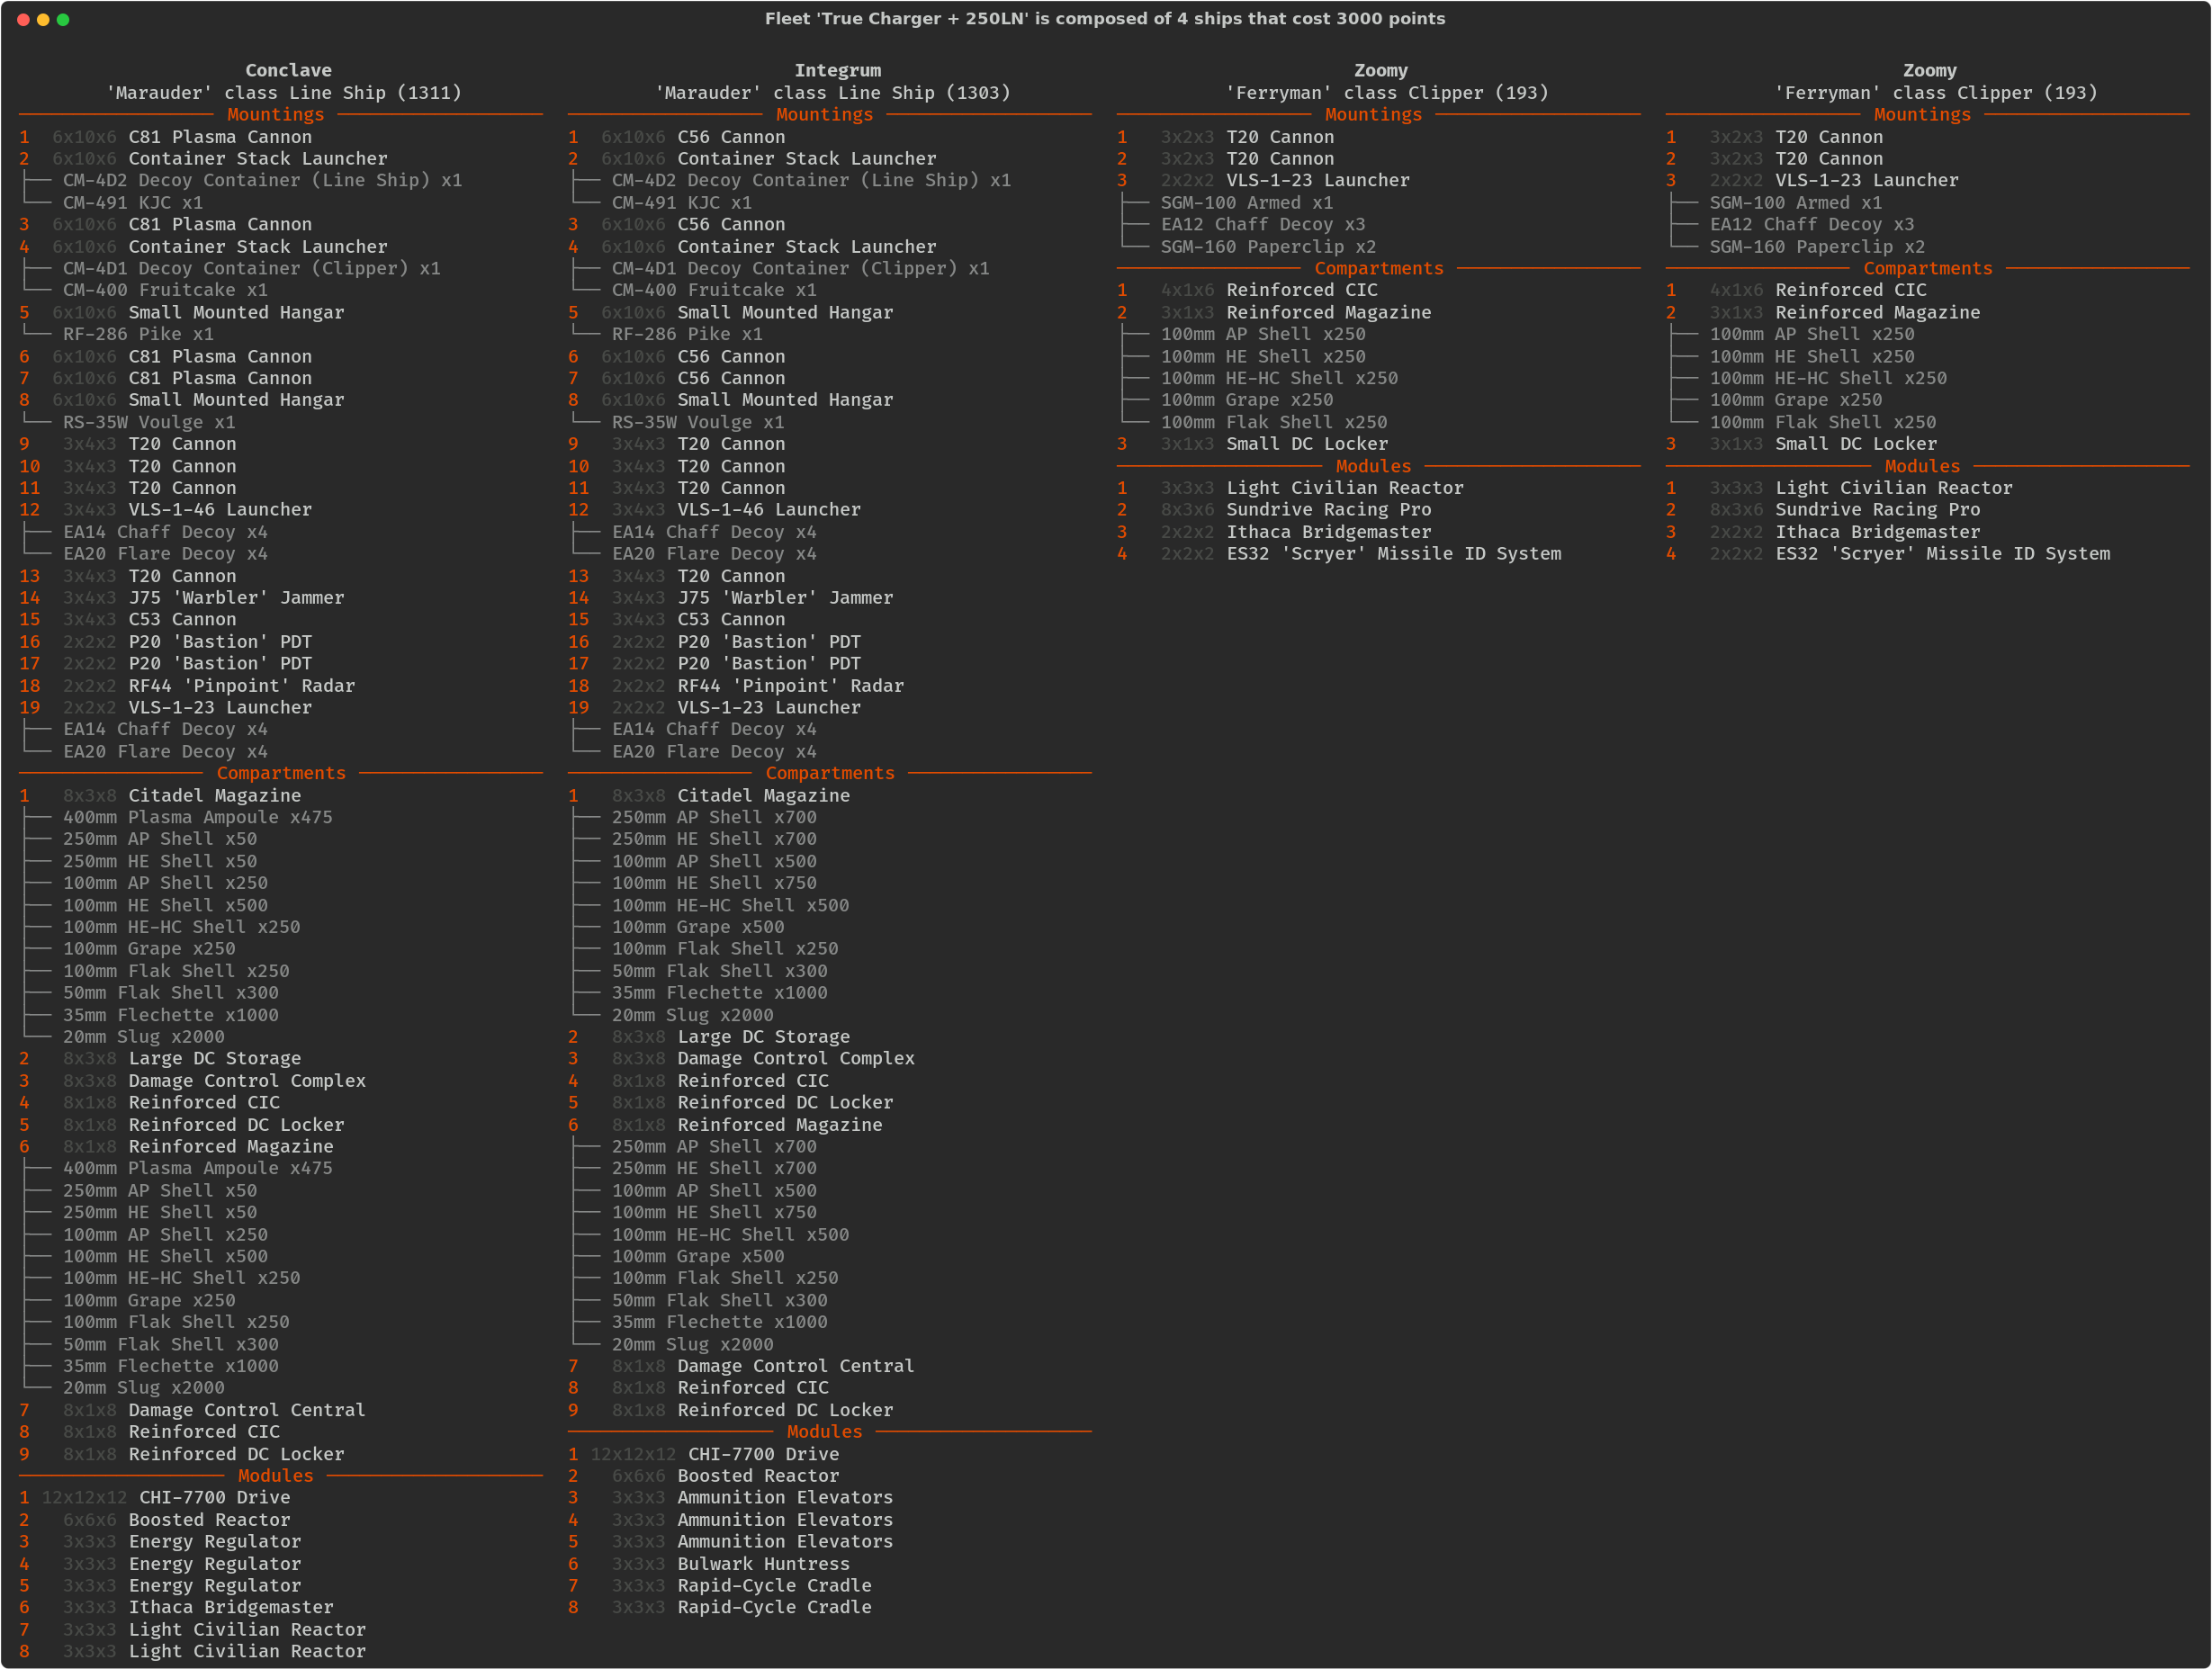 Fleet 'True Charger + 250LN' is composed of 4 ships that cost 3000 points
Conclave
'Marauder' class Line Ship (1311)
Mountings
1 6x10x6 C81 Plasma Cannon
2 6x10x6 Container Stack Launcher
CM-4D2 Decoy Container (Line Ship) x1
CM-491 KJC x1
3 6x10x6 C81 Plasma Cannon
4 6x10x6 Container Stack Launcher
CM-4D1 Decoy Container (Clipper) x1
CM-400 Fruitcake x1
5 6x10x6 Small Mounted Hangar
RF-286 Pike x1
6 6x10x6 C81 Plasma Cannon
7 6x10x6 C81 Plasma Cannon
8 6x10x6 Small Mounted Hangar
RS-35W Voulge x1
9 3x4x3 T20 Cannon
10 3x4x3 T20 Cannon
11 3x4x3 T20 Cannon
12 3x4x3 VLS-1-46 Launcher
EA14 Chaff Decoy x4
EA20 Flare Decoy x4
13 3x4x3 T20 Cannon
14 3x4x3 J75 'Warbler' Jammer
15 3x4x3 C53 Cannon
16 2x2x2 P20 'Bastion' PDT
17 2x2x2 P20 'Bastion' PDT
18 2x2x2 RF44 'Pinpoint' Radar
19 2x2x2 VLS-1-23 Launcher
EA14 Chaff Decoy x4
EA20 Flare Decoy x4
Compartments
1 8x3x8 Citadel Magazine
400mm Plasma Ampoule x475
250mm AP Shell x50
250mm HE Shell x50
100mm AP Shell x250
100mm HE Shell x500
100mm HE-HC Shell x250
100mm Grape x250
100mm Flak Shell x250
50mm Flak Shell x300
35mm Flechette x1000
20mm Slug x2000
2 8x3x8 Large DC Storage
3 8x3x8 Damage Control Complex
4 8x1x8 Reinforced CIC
5 8x1x8 Reinforced DC Locker
6 8x1x8 Reinforced Magazine
400mm Plasma Ampoule x475
250mm AP Shell x50
250mm HE Shell x50
100mm AP Shell x250
100mm HE Shell x500
100mm HE-HC Shell x250
100mm Grape x250
100mm Flak Shell x250
50mm Flak Shell x300
35mm Flechette x1000
20mm Slug x2000
7 8x1x8 Damage Control Central
8 8x1x8 Reinforced CIC
9 8x1x8 Reinforced DC Locker
Modules
1 12x12x12 CHI-7700 Drive
2 6x6x6 Boosted Reactor
3 3x3x3 Energy Regulator
4 3x3x3 Energy Regulator
5 3x3x3 Energy Regulator
6 3x3x3 Ithaca Bridgemaster
7 3x3x3 Light Civilian Reactor
8 3x3x3 Light Civilian Reactor
Integrum
'Marauder' class Line Ship (1303)
Mountings
1 6x10x6 C56 Cannon
2 6x10x6 Container Stack Launcher
CM-4D2 Decoy Container (Line Ship) x1
CM-491 KJC x1
3 6x10x6 C56 Cannon
4 6x10x6 Container Stack Launcher
CM-4D1 Decoy Container (Clipper) x1
CM-400 Fruitcake x1
5 6x10x6 Small Mounted Hangar
RF-286 Pike x1
6 6x10x6 C56 Cannon
7 6x10x6 C56 Cannon
8 6x10x6 Small Mounted Hangar
RS-35W Voulge x1
9 3x4x3 T20 Cannon
10 3x4x3 T20 Cannon
11 3x4x3 T20 Cannon
12 3x4x3 VLS-1-46 Launcher
EA14 Chaff Decoy x4
EA20 Flare Decoy x4
13 3x4x3 T20 Cannon
14 3x4x3 J75 'Warbler' Jammer
15 3x4x3 C53 Cannon
16 2x2x2 P20 'Bastion' PDT
17 2x2x2 P20 'Bastion' PDT
18 2x2x2 RF44 'Pinpoint' Radar
19 2x2x2 VLS-1-23 Launcher
EA14 Chaff Decoy x4
EA20 Flare Decoy x4
Compartments
1 8x3x8 Citadel Magazine
250mm AP Shell x700
250mm HE Shell x700
100mm AP Shell x500
100mm HE Shell x750
100mm HE-HC Shell x500
100mm Grape x500
100mm Flak Shell x250
50mm Flak Shell x300
35mm Flechette x1000
20mm Slug x2000
2 8x3x8 Large DC Storage
3 8x3x8 Damage Control Complex
4 8x1x8 Reinforced CIC
5 8x1x8 Reinforced DC Locker
6 8x1x8 Reinforced Magazine
250mm AP Shell x700
250mm HE Shell x700
100mm AP Shell x500
100mm HE Shell x750
100mm HE-HC Shell x500
100mm Grape x500
100mm Flak Shell x250
50mm Flak Shell x300
35mm Flechette x1000
20mm Slug x2000
7 8x1x8 Damage Control Central
8 8x1x8 Reinforced CIC
9 8x1x8 Reinforced DC Locker
Modules
1 12x12x12 CHI-7700 Drive
2 6x6x6 Boosted Reactor
3 3x3x3 Ammunition Elevators
4 3x3x3 Ammunition Elevators
5 3x3x3 Ammunition Elevators
6 3x3x3 Bulwark Huntress
7 3x3x3 Rapid-Cycle Cradle
8 3x3x3 Rapid-Cycle Cradle
Zoomy
'Ferryman' class Clipper (193)
Mountings
1 3x2x3 T20 Cannon
2 3x2x3 T20 Cannon
3 2x2x2 VLS-1-23 Launcher
SGM-100 Armed x1
EA12 Chaff Decoy x3
SGM-160 Paperclip x2
Compartments
1 4x1x6 Reinforced CIC
2 3x1x3 Reinforced Magazine
100mm AP Shell x250
100mm HE Shell x250
100mm HE-HC Shell x250
100mm Grape x250
100mm Flak Shell x250
3 3x1x3 Small DC Locker
Modules
1 3x3x3 Light Civilian Reactor
2 8x3x6 Sundrive Racing Pro
3 2x2x2 Ithaca Bridgemaster
4 2x2x2 ES32 'Scryer' Missile ID System
Zoomy
'Ferryman' class Clipper (193)
Mountings
1 3x2x3 T20 Cannon
2 3x2x3 T20 Cannon
3 2x2x2 VLS-1-23 Launcher
SGM-100 Armed x1
EA12 Chaff Decoy x3
SGM-160 Paperclip x2
Compartments
1 4x1x6 Reinforced CIC
2 3x1x3 Reinforced Magazine
100mm AP Shell x250
100mm HE Shell x250
100mm HE-HC Shell x250
100mm Grape x250
100mm Flak Shell x250
3 3x1x3 Small DC Locker
Modules
1 3x3x3 Light Civilian Reactor
2 8x3x6 Sundrive Racing Pro
3 2x2x2 Ithaca Bridgemaster
4 2x2x2 ES32 'Scryer' Missile ID System